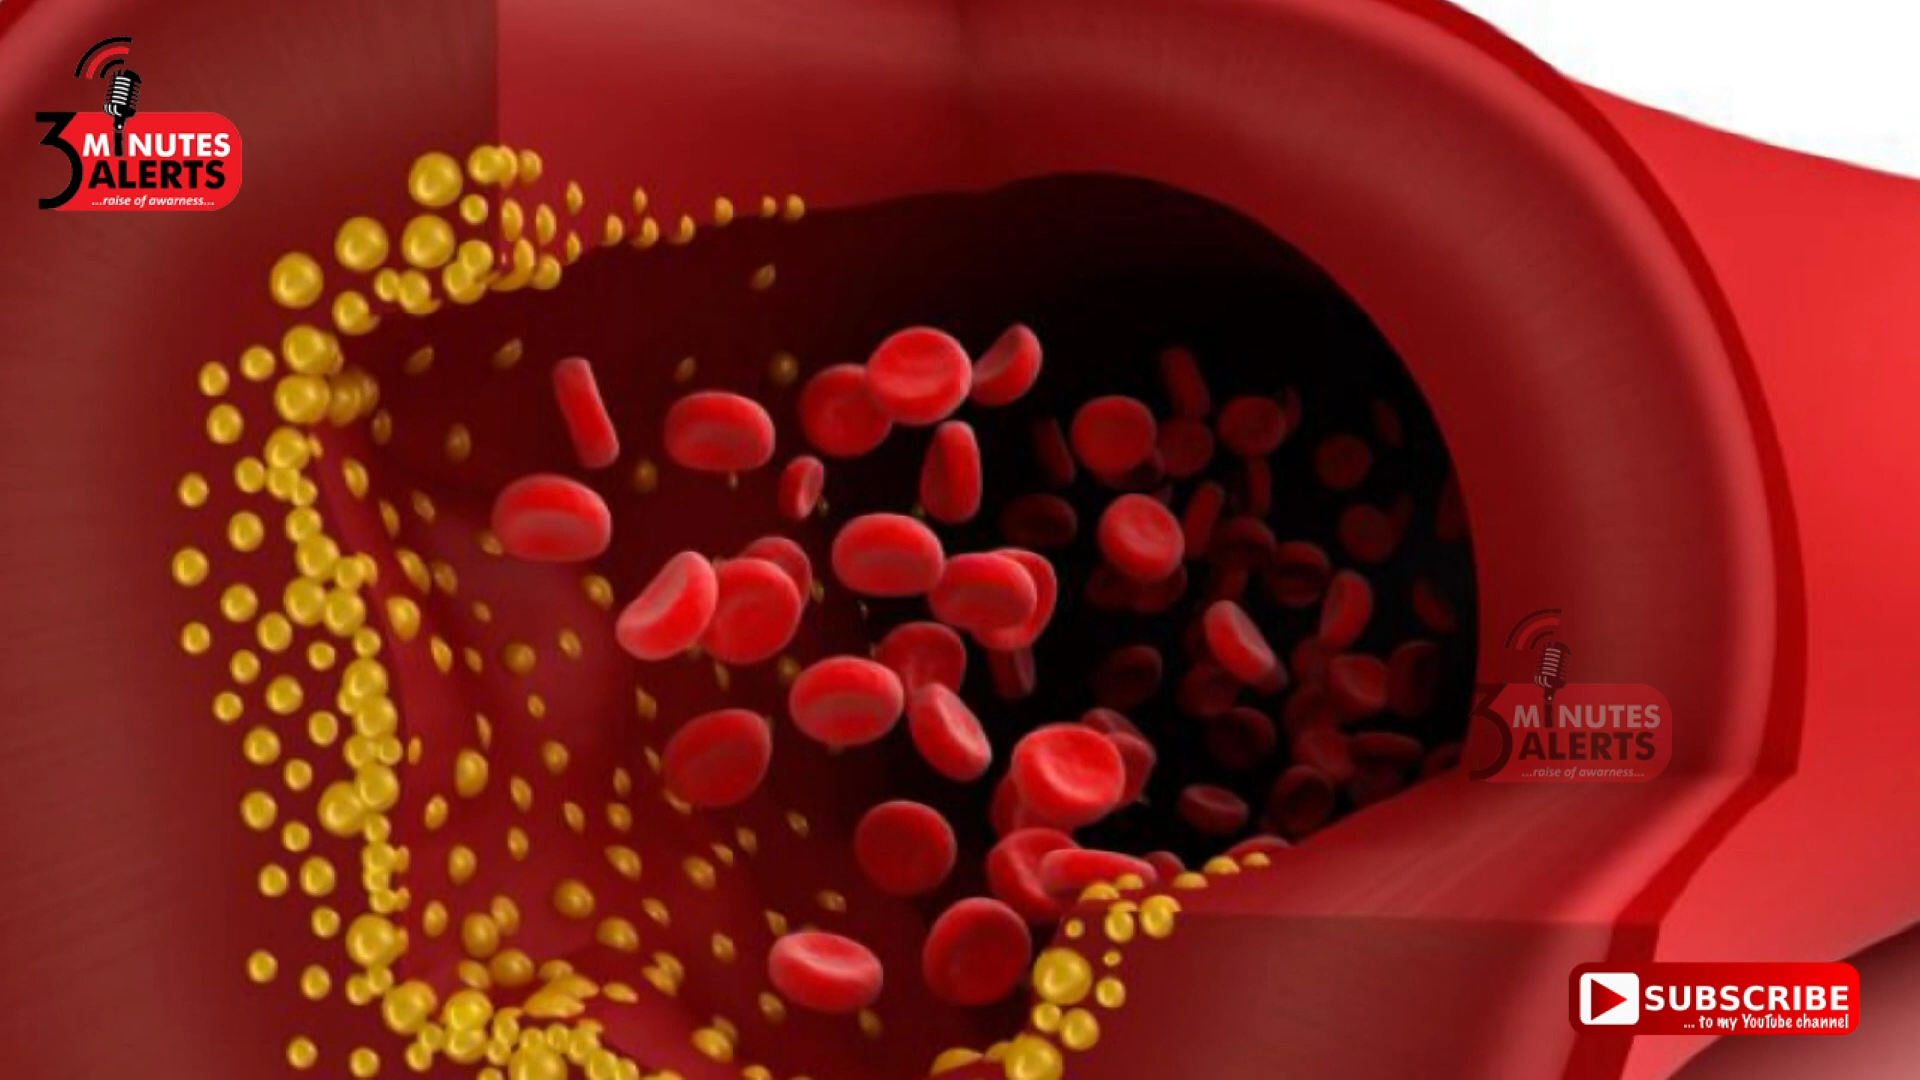 3 MINUTES
ALERTS
...raise of awarness...
3 MINUTES
ALERTS
...raise of awarness...
SUBSCRIBE
... to my YouTube channel